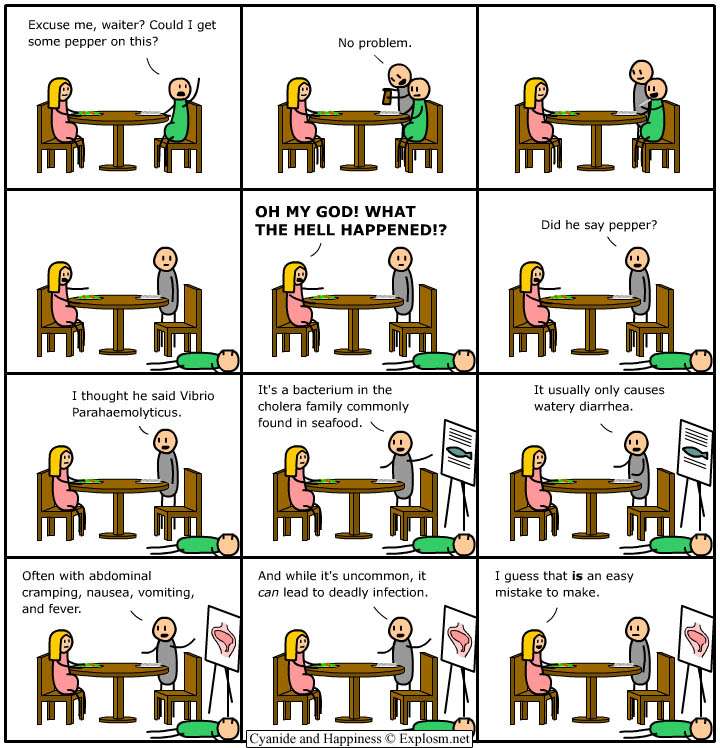 Excuse me, waiter? Could I get
some pepper on this?
No problem.
OH MY GOD! WHAT
THE HELL HAPPENED!?
Did he say pepper?
I thought he said Vibrio
Parahaemolyticus.
It's a bacterium in the
cholera family commonly
found in seafood.
It usually only causes
watery diarrhea.
Often with abdominal
cramping, nausea, vomiting,
and fever.
And while it's uncommon, it
can lead to deadly infection.
I guess that is an easy
mistake to make.
Cyanide and Happiness © Explosm.net